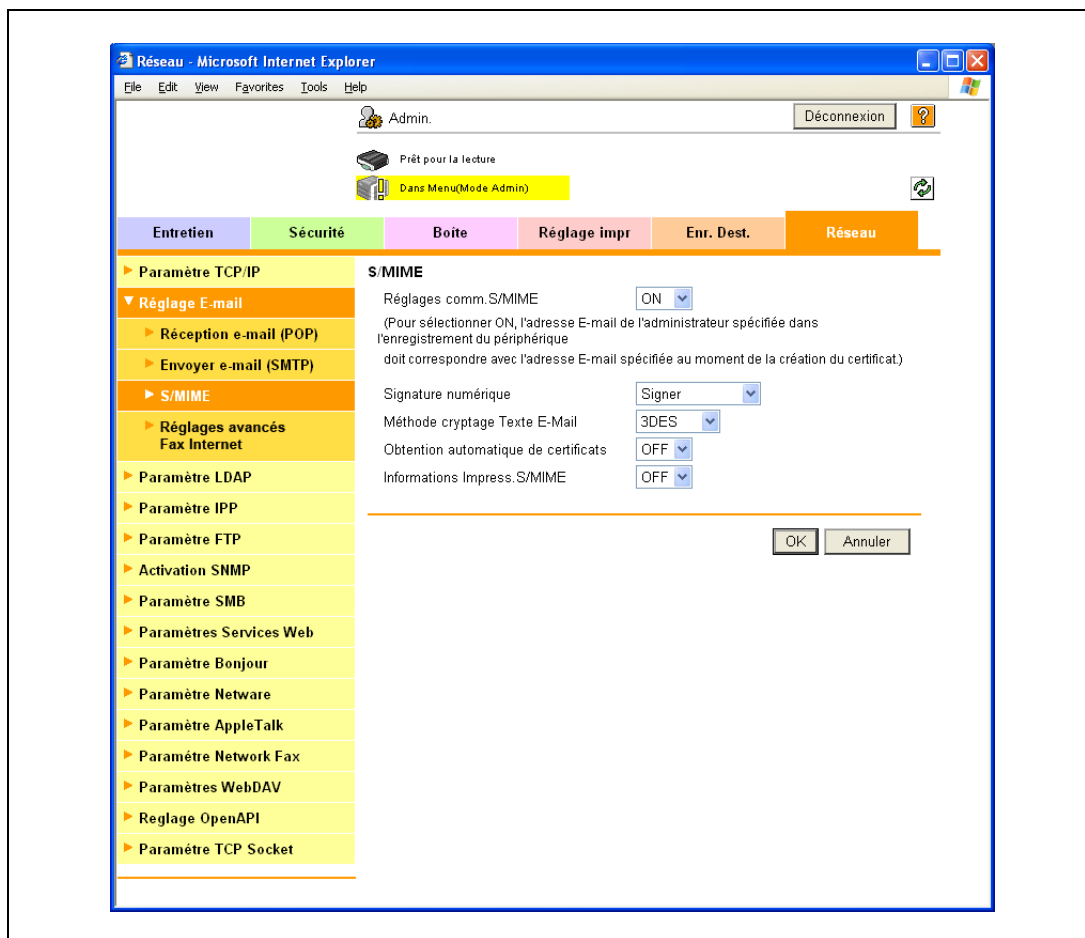 Réseau - Microsoft Internet Explorer
File Edit View Favorites Tools Help
Admin.
Déconnexion
?
Prêt pour la lecture
Dans Menu(Mode Admin)
Entretien Sécurité Boîte Réglage impr Enr. Dest. Réseau
Paramètre TCP/IP
Réglage E-mail
Réception e-mail (POP)
Envoyer e-mail (SMTP)
S/MIME
Réglages avancés
Fax Internet
Paramètre LDAP
Paramètre IPP
Paramètre FTP
Activation SNMP
Paramètre SMB
Paramètres Services Web
Paramètre Bonjour
Paramètre Netware
Paramètre AppleTalk
Paramétre Network Fax
Paramètres WebDAV
Reglage OpenAPI
Paramétre TCP Socket
S/MIME
Réglages comm.S/MIME ON
(Pour sélectionner ON, l'adresse E-mail de l'administrateur spécifiée dans
l'enregistrement du périphérique
doit correspondre avec l'adresse E-mail spécifiée au moment de la création du certificat.)
Signature numérique Signer
Méthode cryptage Texte E-Mail 3DES
Obtention automatique de certificats OFF
Informations Impress.S/MIME OFF
OK Annuler